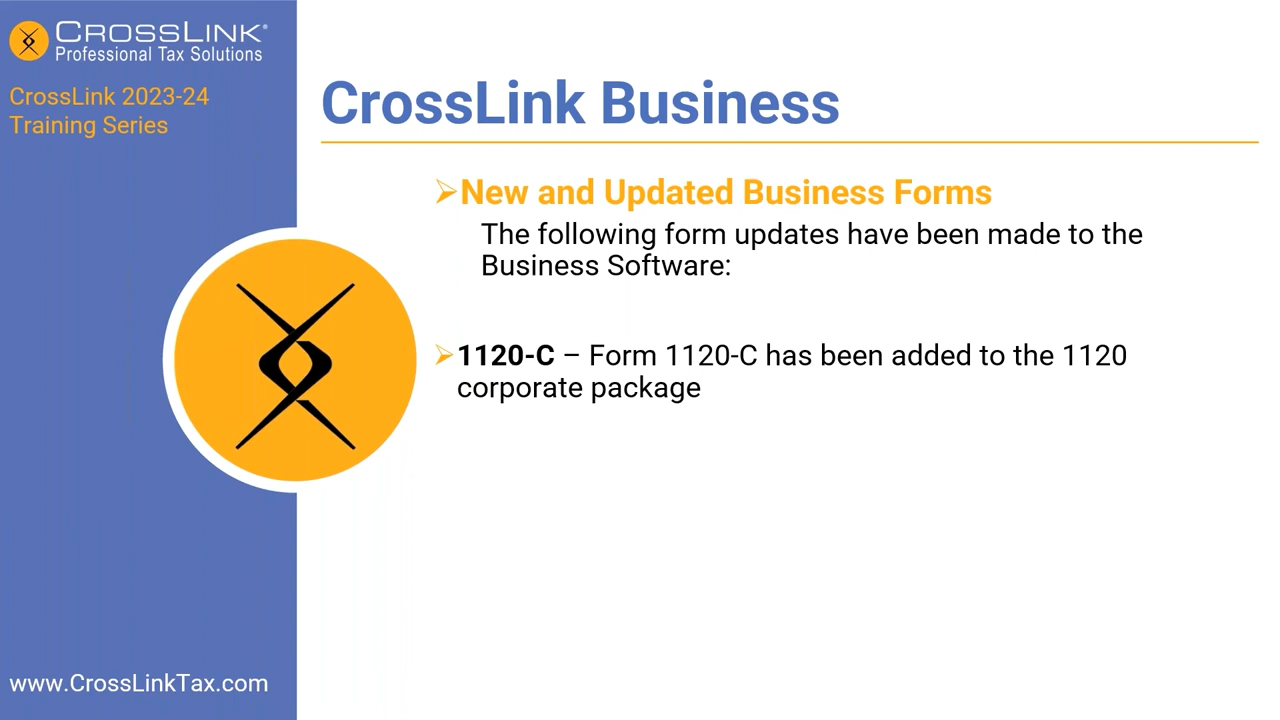 CROSSLINK®
Professional Tax Solutions
CrossLink 2023-24
Training Series
CrossLink Business
➢New and Updated Business Forms
The following form updates have been made to the
Business Software:
➢1120-C – Form 1120-C has been added to the 1120
corporate package
www.CrossLinkTax.com